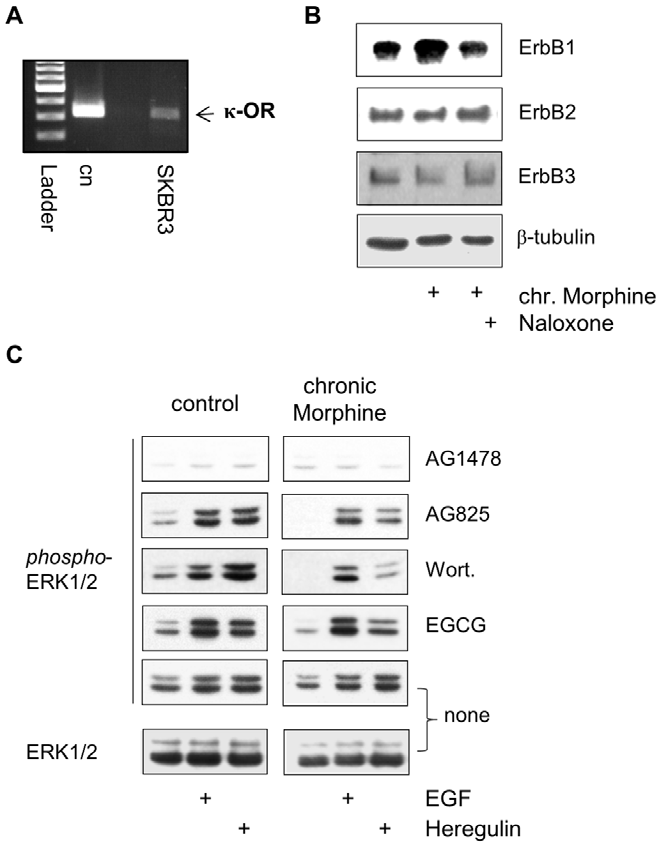 A
κ-OR
Ladder
cn
SKBR3
B
ErbB1
ErbB2
ErbB3
β-tubulin
+ + chr. Morphine
+ Naloxone
C
control
chronic
Morphine
AG1478
AG825
phospho-
ERK1/2
Wort.
EGCG
none
ERK1/2
+ + EGF
+ + Heregulin